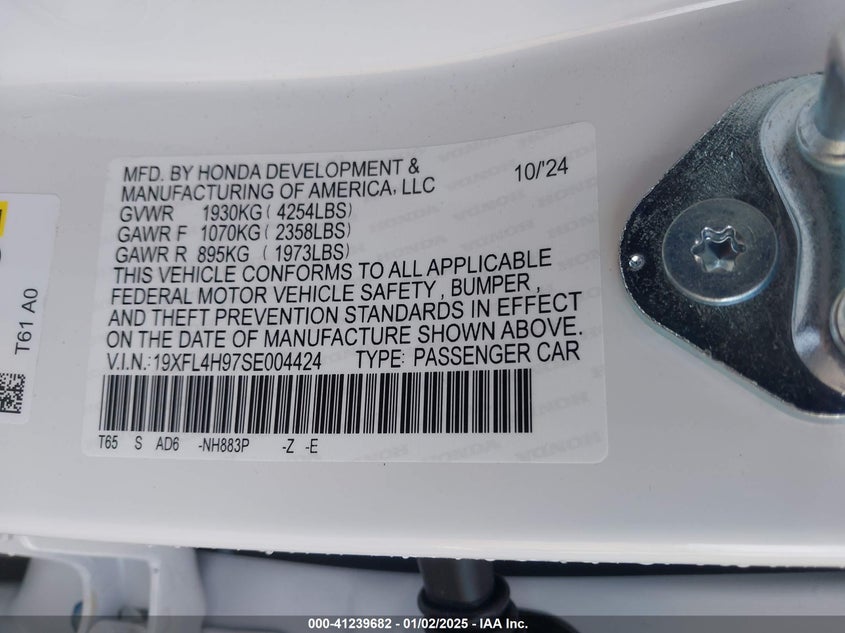 MFD. BY HONDA DEVELOPMENT & MANUFACTURING OF AMERICA, LLC 10/'24
GVWR 1930KG ( 4254LBS)
GAWR F 1070KG ( 2358LBS)
GAWR R 895KG ( 1973LBS)
THIS VEHICLE CONFORMS TO ALL APPLICABLE
FEDERAL MOTOR VEHICLE SAFETY , BUMPER ,
AND THEFT PREVENTION STANDARDS IN EFFECT
ON THE DATE OF MANUFACTURE SHOWN ABOVE.
V.I.N.:19XFL4H97SE004424 TYPE: PASSENGER CAR
T65 S AD6 -NH883P -Z -E
T61 A0
000-41239682 - 01/02/2025 - IAA Inc.